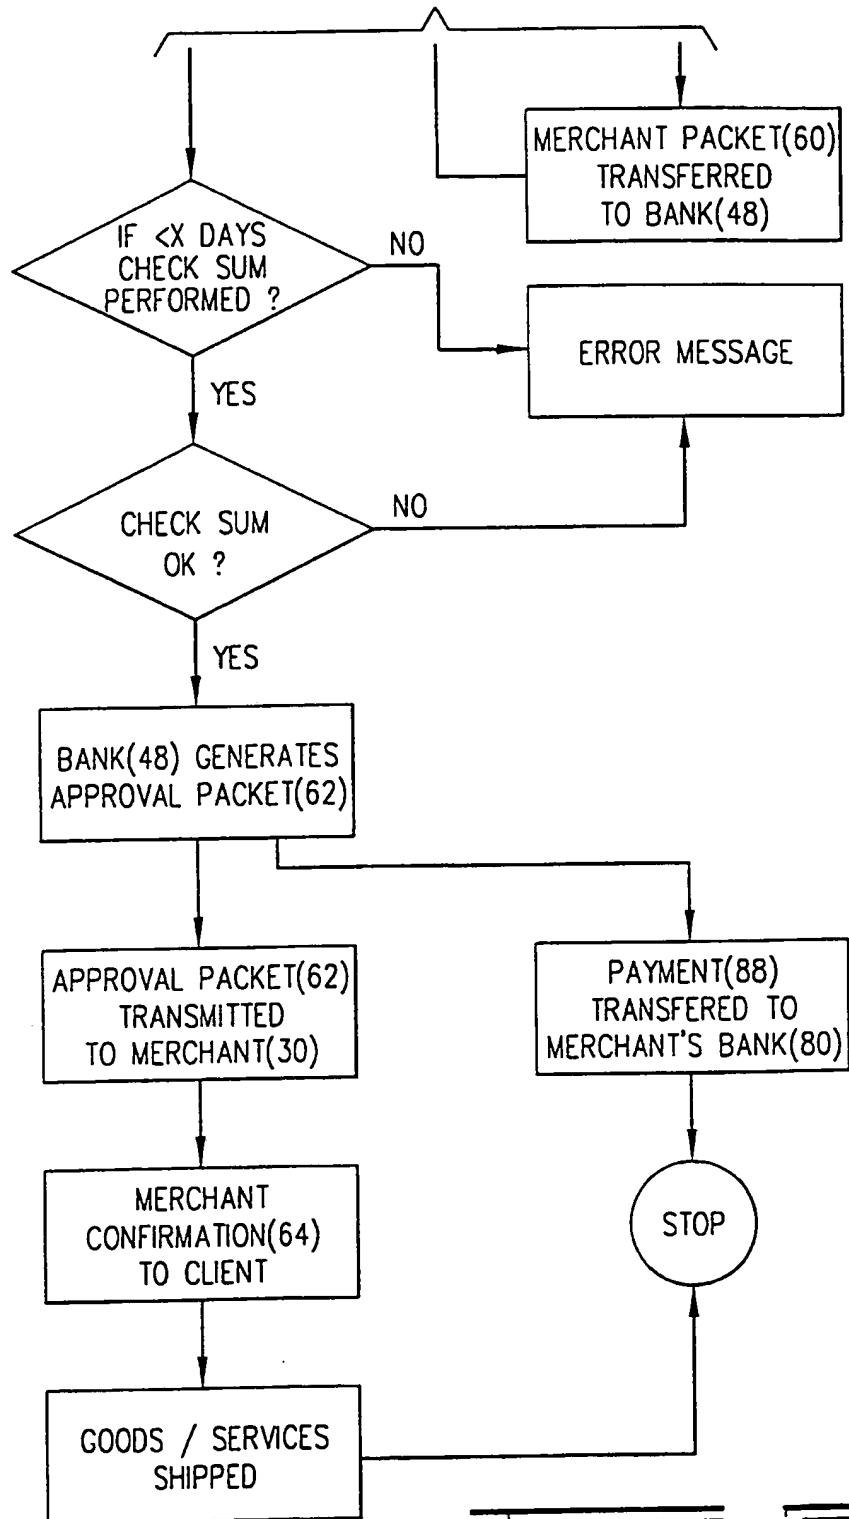 MERCHANT PACKET(60)
TRANSFERRED
TO BANK(48)
IF <X DAYS
CHECK SUM
PERFORMED ?
NO
ERROR MESSAGE
YES
CHECK SUM
OK ?
NO
YES
BANK(48) GENERATES
APPROVAL PACKET(62)
APPROVAL PACKET(62)
TRANSMITTED
TO MERCHANT(30)
PAYMENT(88)
TRANSFERED TO
MERCHANT'S BANK(80)
MERCHANT
CONFIRMATION(64)
TO CLIENT
STOP
GOODS / SERVICES
SHIPPED